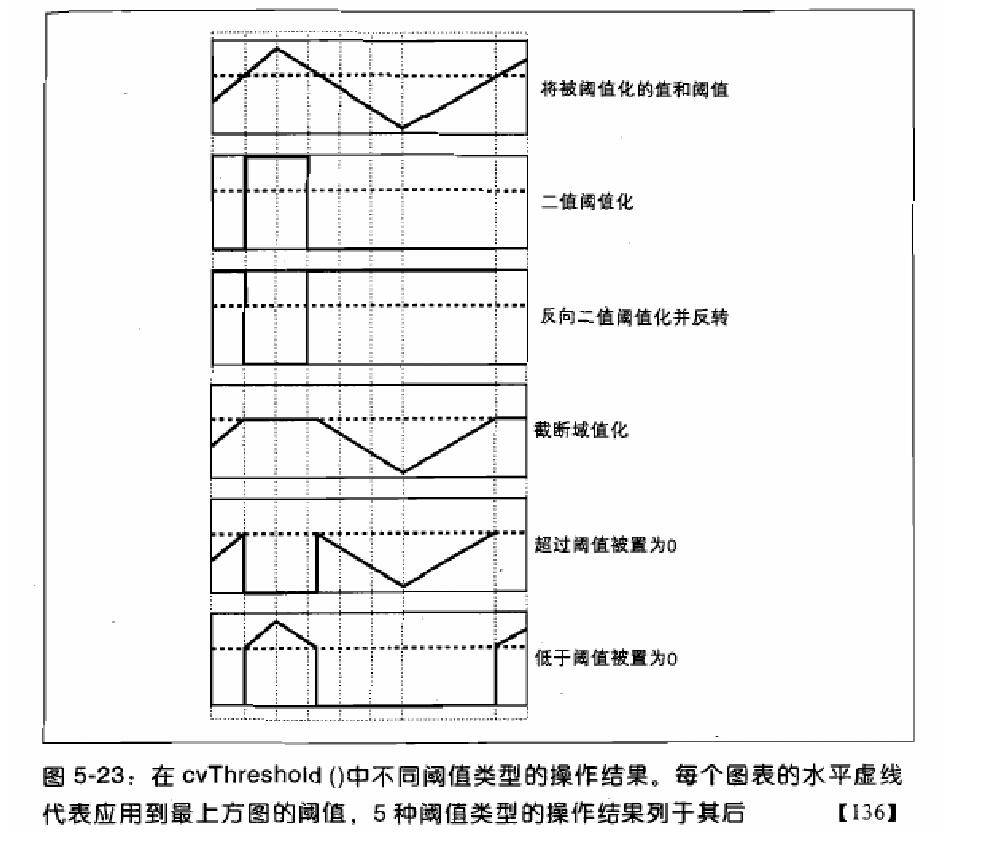 将被阈值化的值和阈值
二值阈值化
反向二值阈值化并反转
截断域值化
超过阈值被置为0
低于阈值被置为0
图 5-23：在 cvThreshold ()中不同阈值类型的操作结果。每个图表的水平虚线
代表应用到最上方图的阈值，5 种阈值类型的操作结果列于其后 【136】